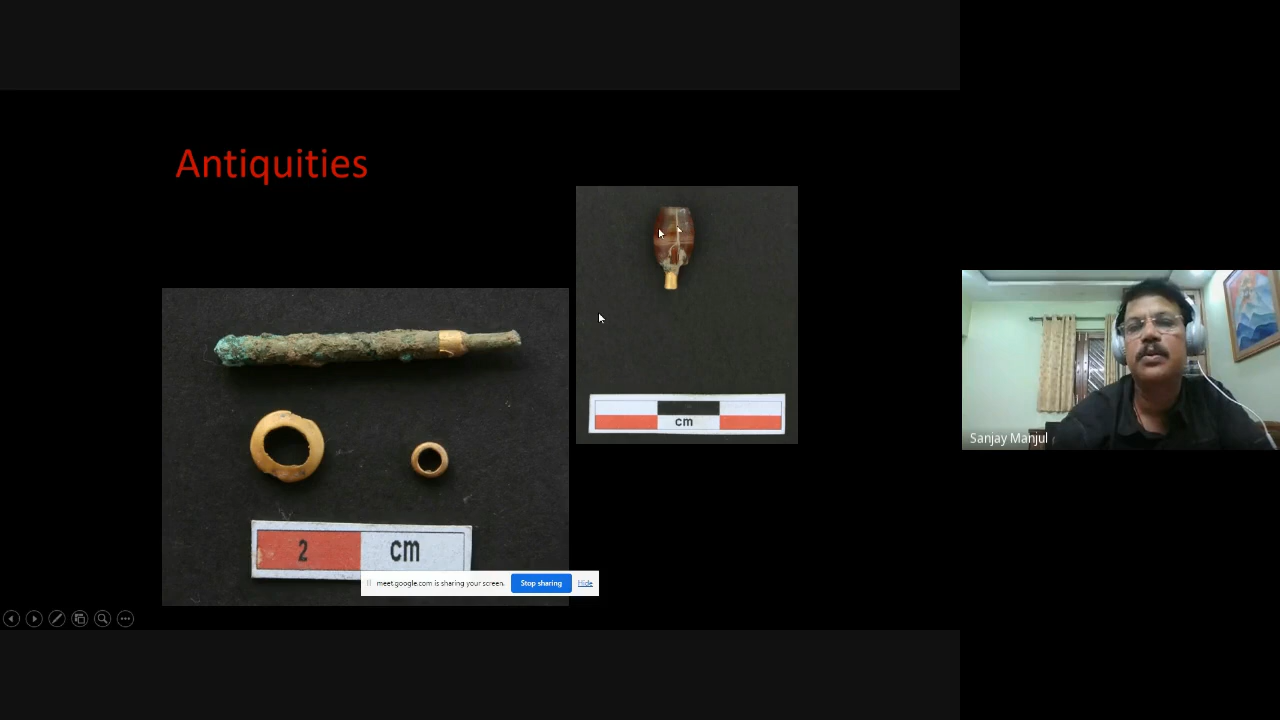 Antiquities
cm
2 cm
meet.google.com is sharing your screen. Stop sharing Hide
Sanjay Manjul